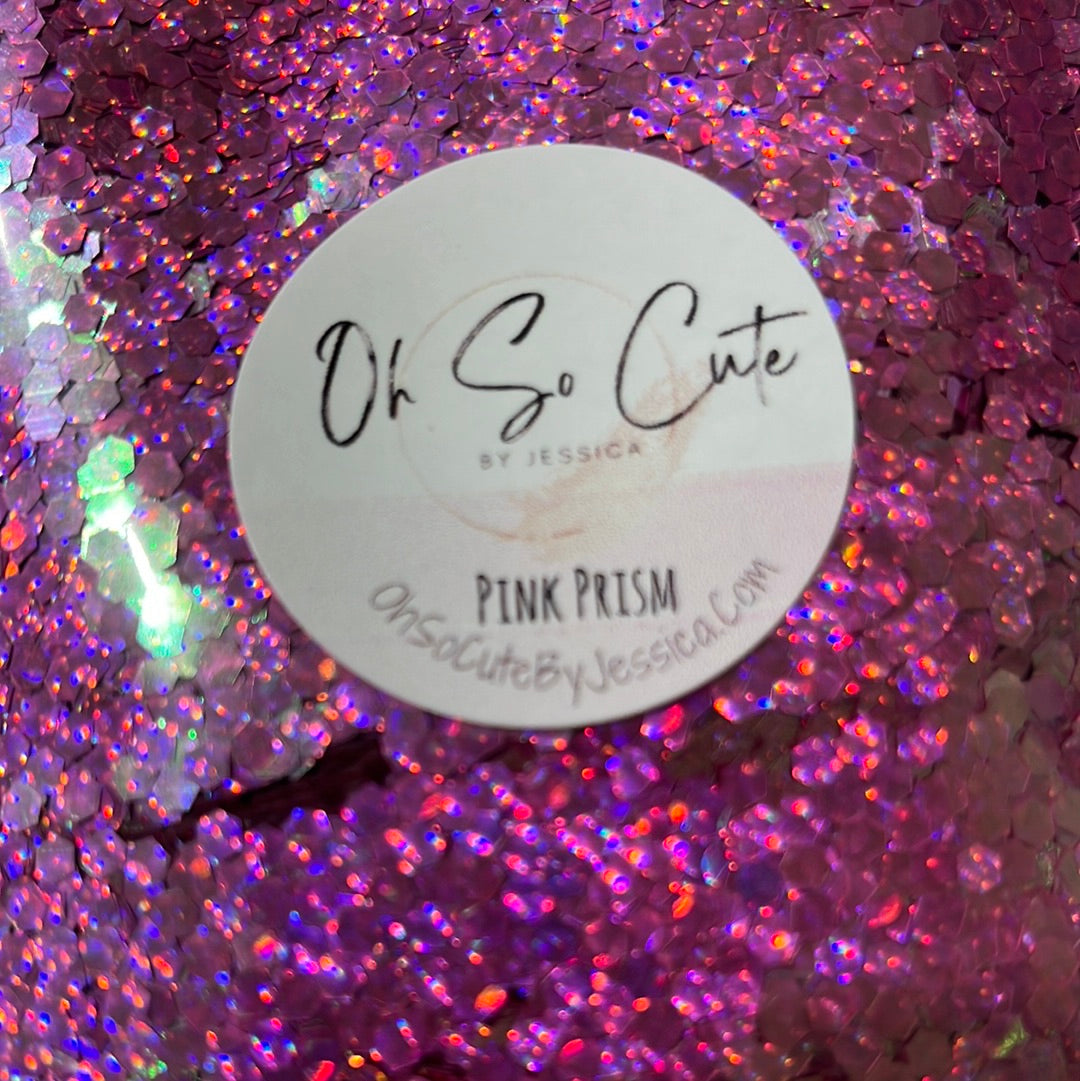 Oh So Cute
BY JESSICA
PINK PRISM
OhSoCuteByJessica.Com